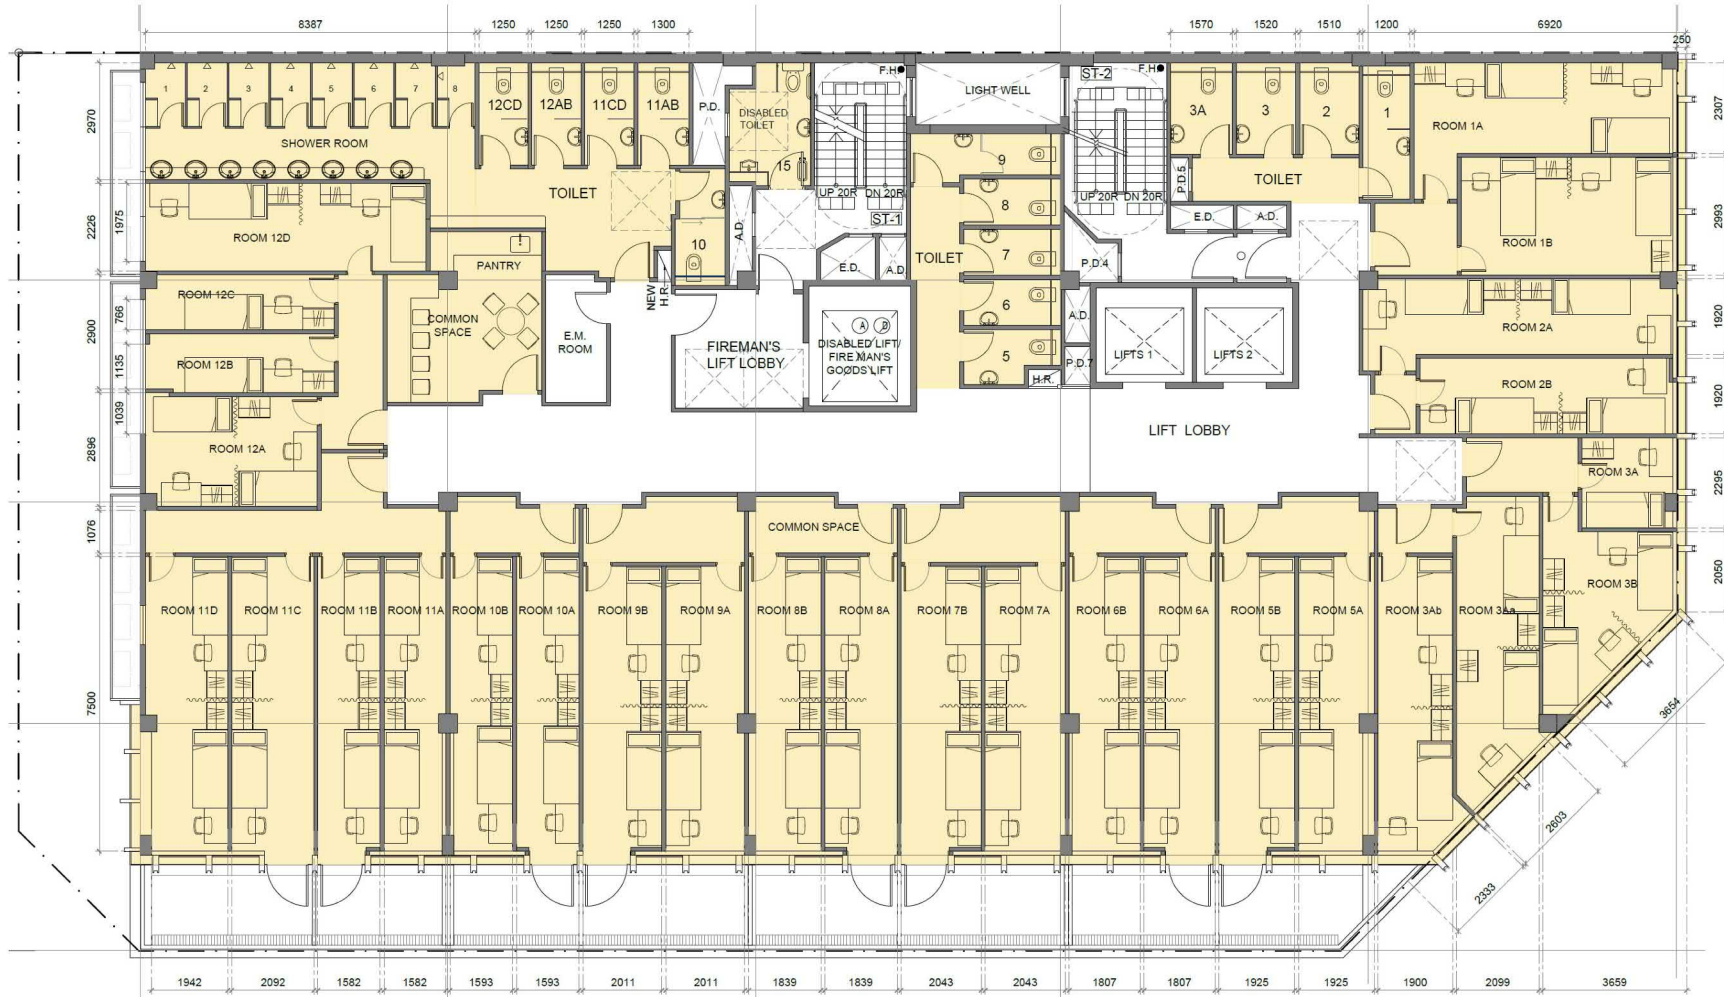 8387
1250
1250
1250
1300
1570
1520
1510
1200
6920
250
1
2
3
4
5
6
7
8
12CD
12AB
11CD
11AB
P.D.
DISABLED
TOILET
15
F.H.
UP 20R
DN 20R
ST-1
LIGHT WELL
ST-2
F.H.
UP 20R
DN 20R
3A
3
2
1
P.D.5
E.D.
A.D.
TOILET
ROOM 1A
2307
2970
SHOWER ROOM
TOILET
9
8
7
6
5
TOILET
10
A.D.
E.D.
A.D.
P.D.4
A.D.
P.D.7
H.R.
2226
1975
ROOM 12D
PANTRY
!
COMMON
SPACE
NEW
H.R.
E.M.
ROOM
FIREMAN'S
LIFT LOBBY
A
D
DISABLED LIFT/
FIRE MAN'S
GOODS LIFT
LIFTS 1
LIFTS 2
ROOM 1B
2993
ROOM 2A
1920
ROOM 2B
1920
2900
766
1135
ROOM 12C
ROOM 12B
1039
2896
ROOM 12A
LIFT LOBBY
ROOM 3A
2295
1076
COMMON SPACE
2050
ROOM 3B
ROOM 11D
ROOM 11C
ROOM 11B
ROOM 11A
ROOM 10B
ROOM 10A
ROOM 9B
ROOM 9A
ROOM 8B
ROOM 8A
ROOM 7B
ROOM 7A
ROOM 6B
ROOM 6A
ROOM 5B
ROOM 5A
ROOM 3Ab
ROOM 3Aa
7500
3654
2603
2333
1942
2092
1582
1582
1593
1593
2011
2011
1839
1839
2043
2043
1807
1807
1925
1925
1900
2099
3659